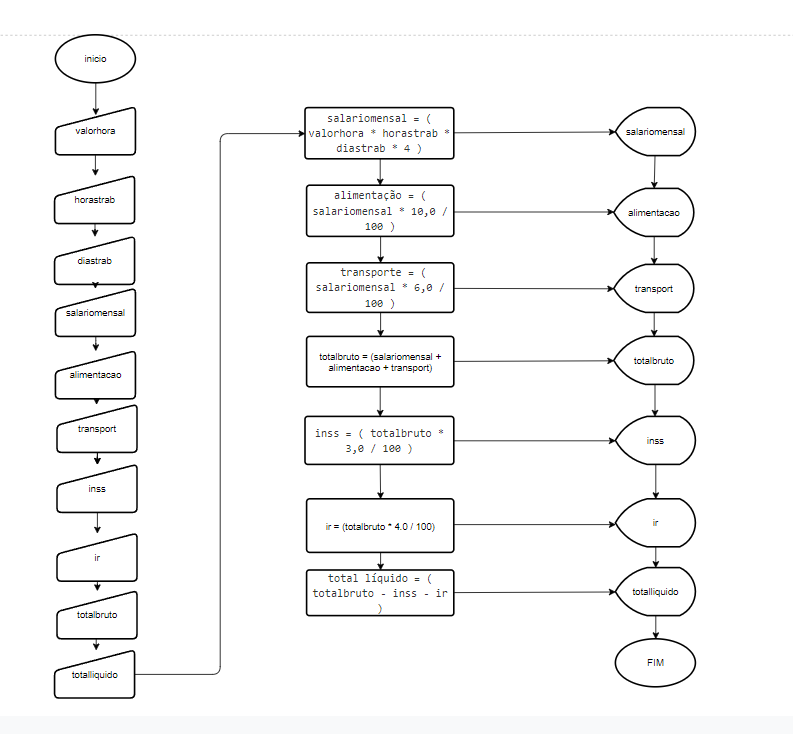 inicio
valorhora
horastrab
diastrab
salariomensal
alimentacao
transport
inss
ir
totalbruto
totalliquido
salariomensal = (
valorhora * horastrab *
diastrab * 4 )
alimentação = (
salariomensal * 10,0 /
100 )
transporte = (
salariomensal * 6,0 /
100 )
totalbruto = (salariomensal +
alimentacao + transport)
inss = ( totalbruto *
3,0 / 100 )
ir = (totalbruto * 4.0 / 100)
total líquido = (
totalbruto - inss - ir
)
salariomensal
alimentacao
transport
totalbruto
inss
ir
totalliquido
FIM